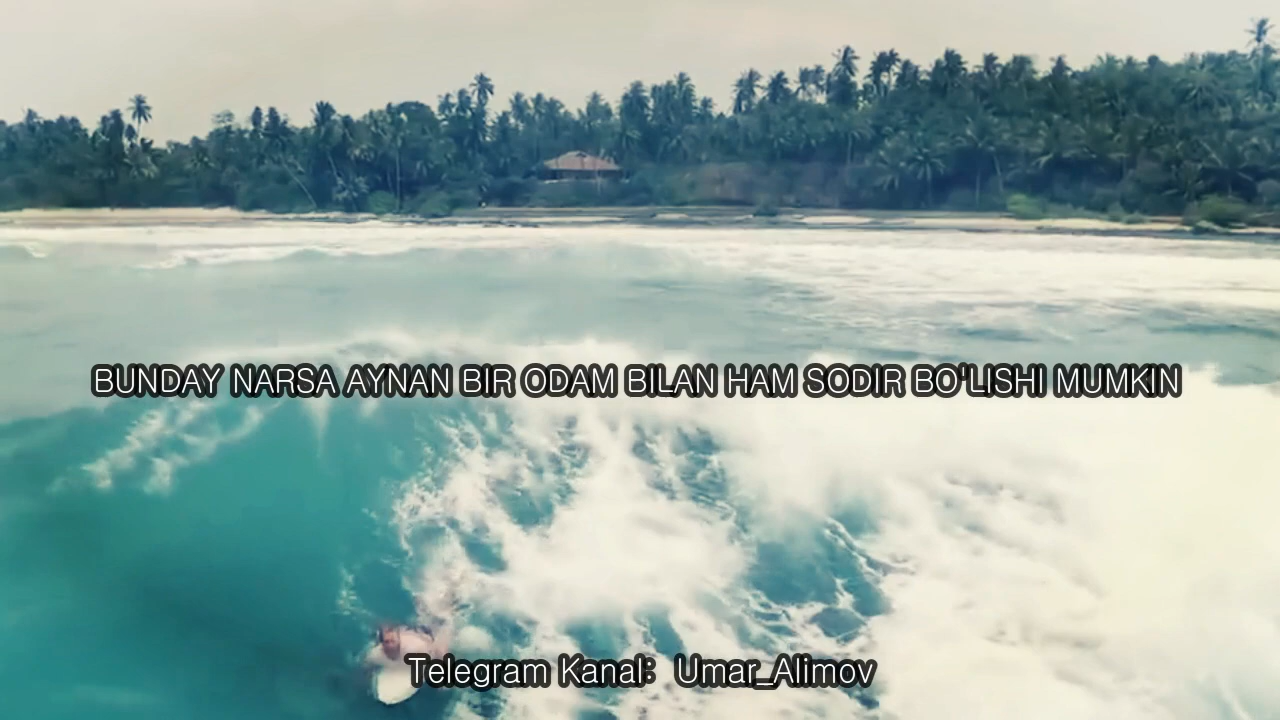 BUNDAY NARSA AYNAN BIR ODAM BILAN HAM SODIR BO'LISHI MUMKIN
Telegram Kanal: Umar_Alimov